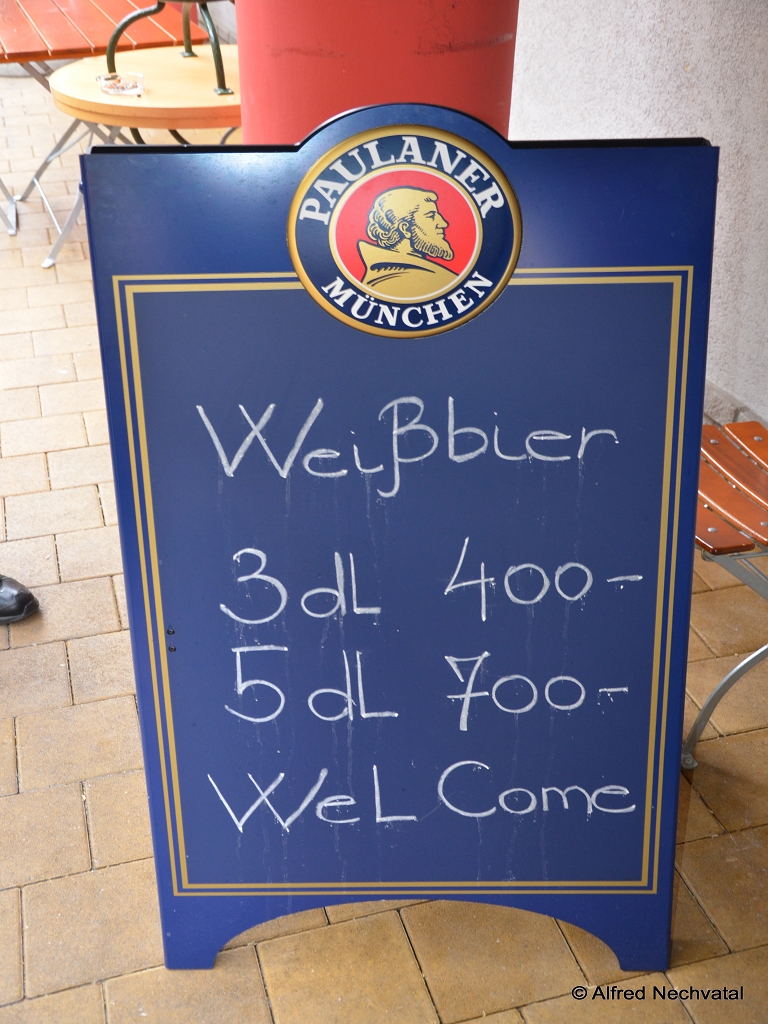 PAULANER
MÜNCHEN
Weißbier
3 dL 400-
5 dL 700-
WeLCome
© Alfred Nechvatal